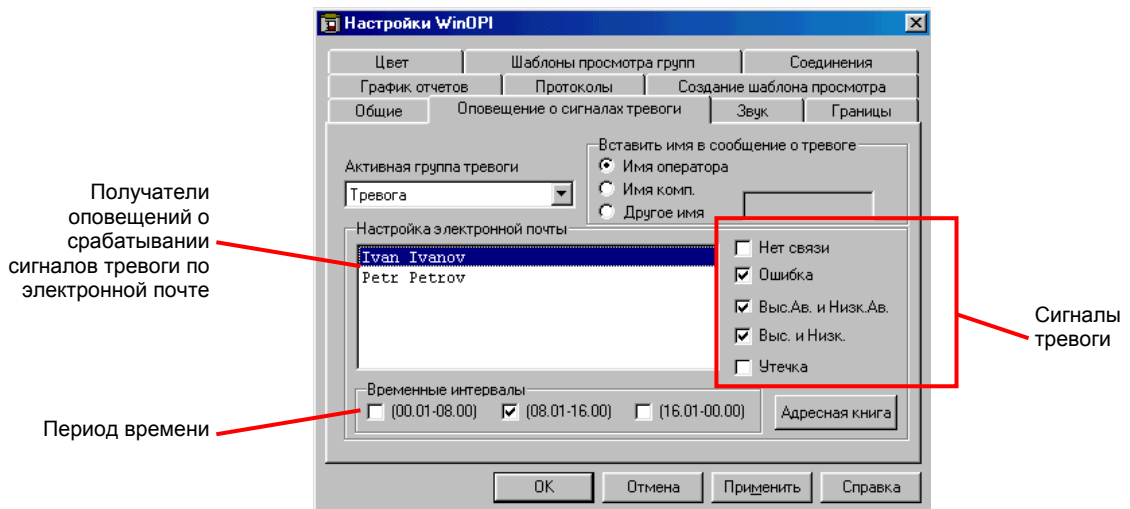 Настройки WinOPI
Цвет
Шаблоны просмотра групп
Соединения
График отчетов
Протоколы
Создание шаблона просмотра
Общие
Оповещение о сигналах тревоги
Звук
Границы
Активная группа тревоги
Тревога
Вставить имя в сообщение о тревоге
Имя оператора
Имя комп.
Другое имя
Настройка электронной почты
Ivan Ivanov
Petr Petrov
Нет связи
Ошибка
Выс.Ав. и Низк.Ав.
Выс. и Низк.
Утечка
Временные интервалы
(00.01-08.00)
(08.01-16.00)
(16.01-00.00)
Адресная книга
OK
Отмена
Применить
Справка
Получатели
оповещений о
срабатывании
сигналов тревоги по
электронной почте
Период времени
Сигналы
тревоги